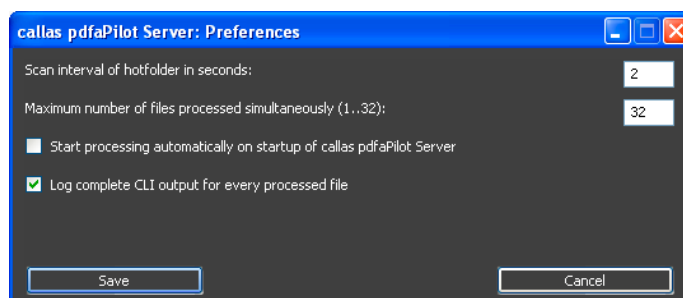 callas pdfaPilot Server: Preferences
Scan interval of hotfolder in seconds:
2
Maximum number of files processed simultaneously (1..32):
32
Start processing automatically on startup of callas pdfaPilot Server
Log complete CLI output for every processed file
Save
Cancel